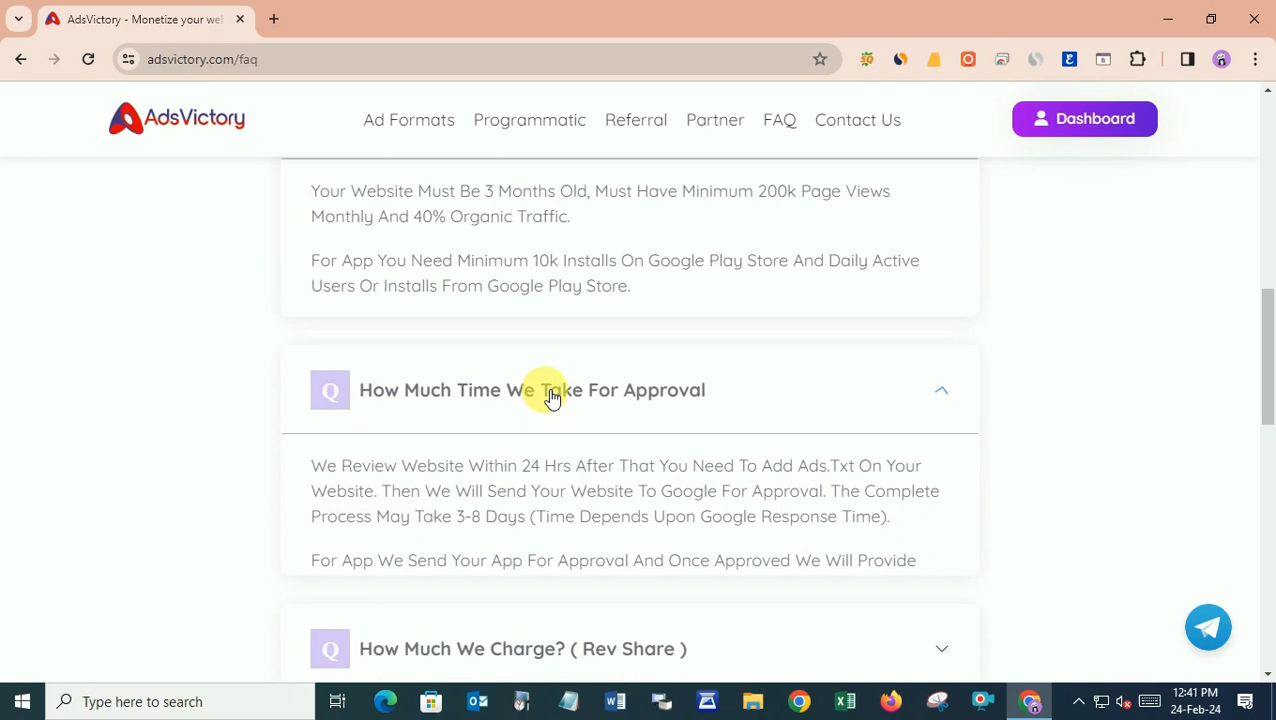 AdsVictory - Monetize your we
adsvictory.com/faq
AdsVictory
Ad Formats Programmatic Referral Partner FAQ Contact Us
Dashboard
Your Website Must Be 3 Months Old, Must Have Minimum 200k Page Views
Monthly And 40% Organic Traffic.
For App You Need Minimum 10k Installs On Google Play Store And Daily Active
Users Or Installs From Google Play Store.
Q How Much Time We Take For Approval
We Review Website Within 24 Hrs After That You Need To Add Ads.Txt On Your
Website. Then We Will Send Your Website To Google For Approval. The Complete
Process May Take 3-8 Days (Time Depends Upon Google Response Time).
For App We Send Your App For Approval And Once Approved We Will Provide
Q How Much We Charge? ( Rev Share )
Type here to search
12:41 PM
24-Feb-24